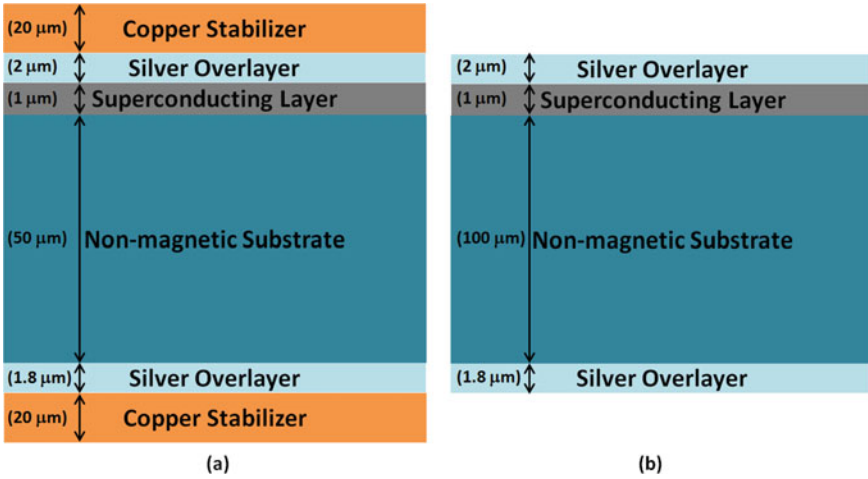 (20 μm) Copper Stabilizer
(2 μm) Silver Overlayer
(1 μm) Superconducting Layer
(50 μm) Non-magnetic Substrate
(1.8 μm) Silver Overlayer
(20 μm) Copper Stabilizer
(a)
(2 μm) Silver Overlayer
(1 μm) Superconducting Layer
(100 μm) Non-magnetic Substrate
(1.8 μm) Silver Overlayer
(b)